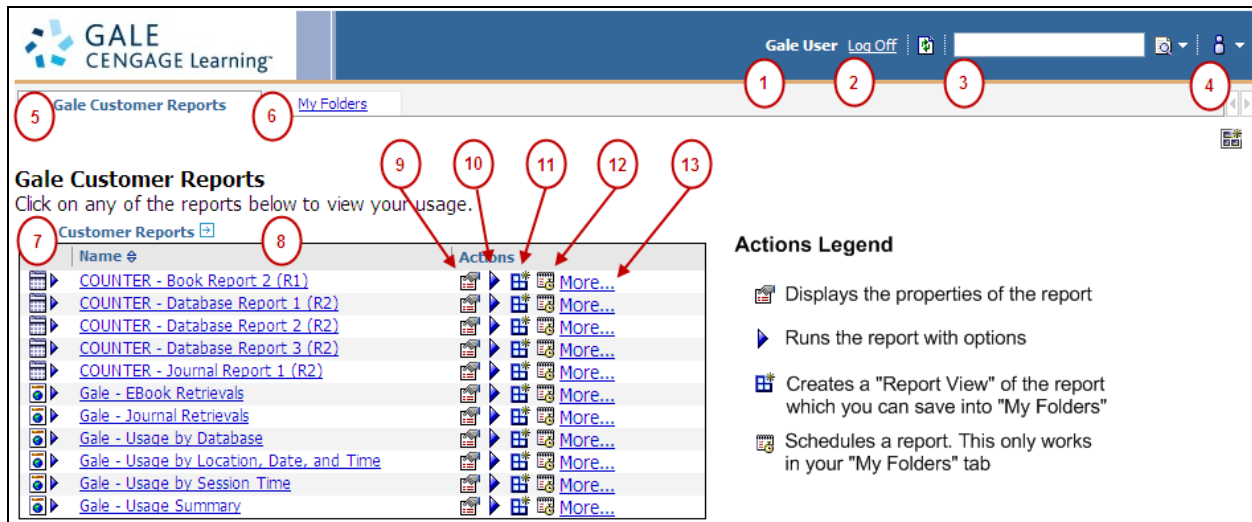 GALE
CENGAGE Learning™
Gale User Log Off
1 2 3 4
5 Gale Customer Reports 6 My Folders
9 10 11 12 13
Gale Customer Reports
Click on any of the reports below to view your usage.
7 Customer Reports 8
Name Actions
COUNTER - Book Report 2 (R1) More...
COUNTER - Database Report 1 (R2) More...
COUNTER - Database Report 2 (R2) More...
COUNTER - Database Report 3 (R2) More...
COUNTER - Journal Report 1 (R2) More...
Gale - EBook Retrievals More...
Gale - Journal Retrievals More...
Gale - Usage by Database More...
Gale - Usage by Location, Date, and Time More...
Gale - Usage by Session Time More...
Gale - Usage Summary More...
Actions Legend
Displays the properties of the report
Runs the report with options
Creates a "Report View" of the report
which you can save into "My Folders"
Schedules a report. This only works
in your "My Folders" tab